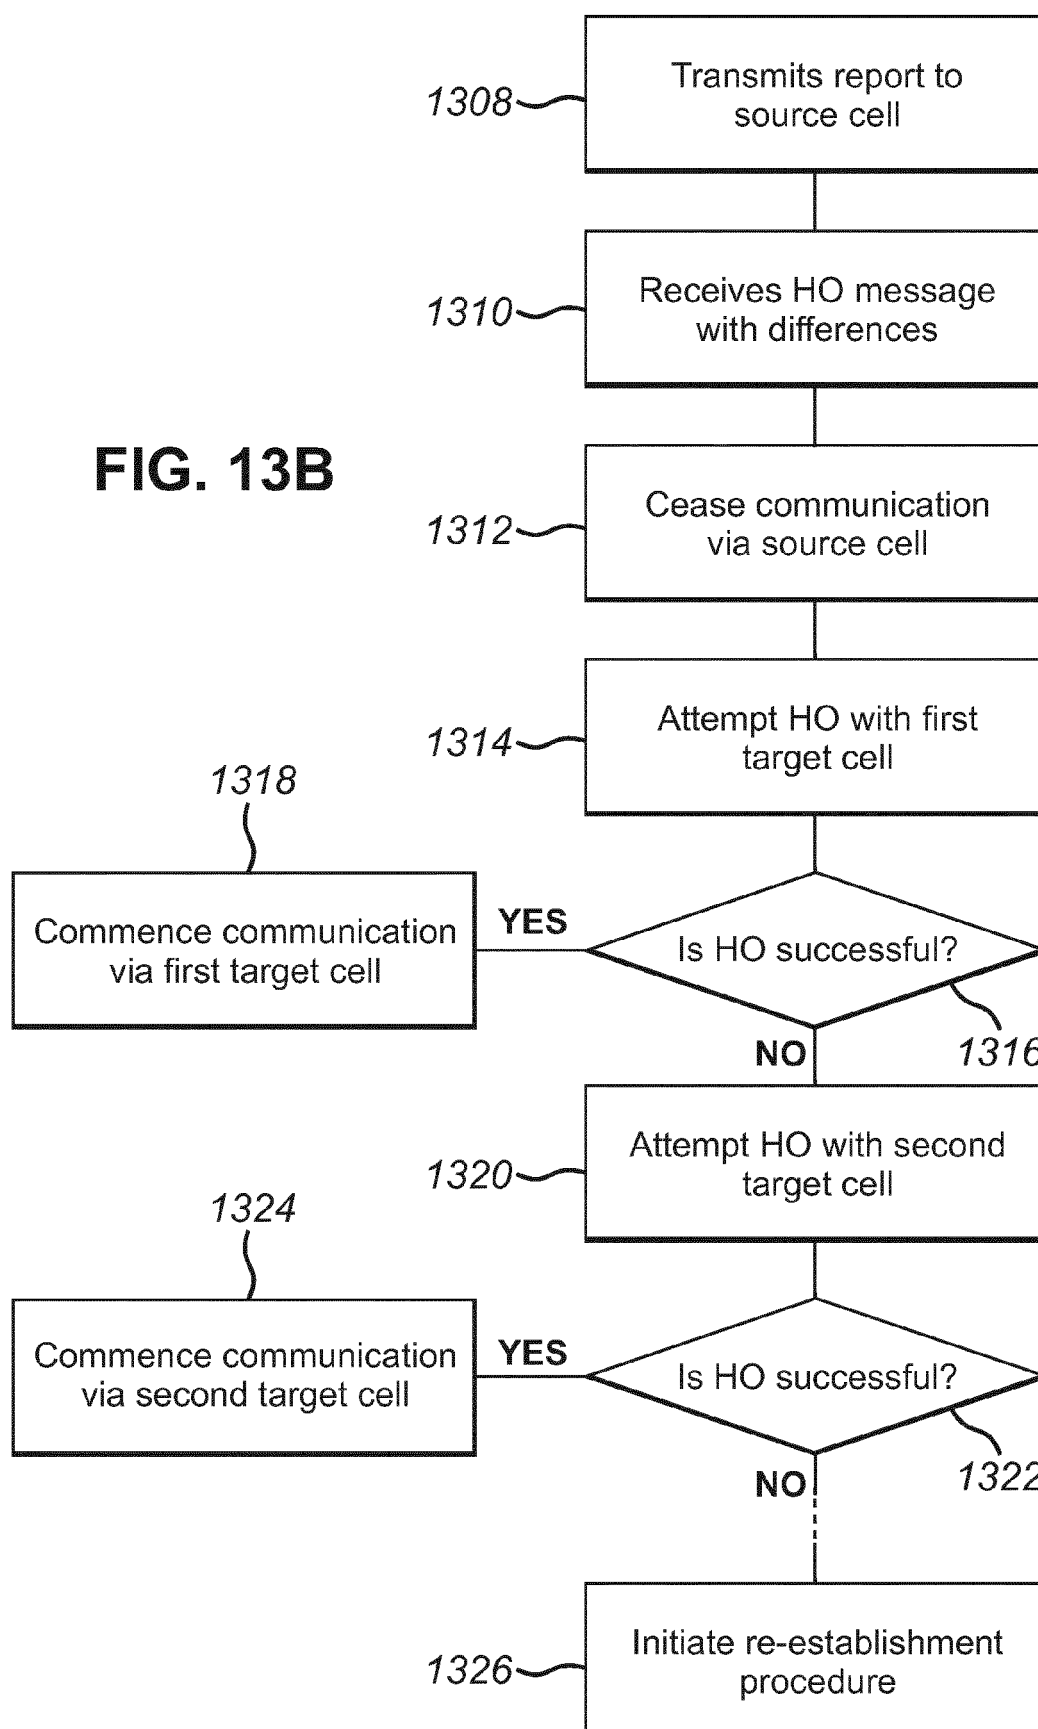 1308
Transmits report to
source cell
1310
Receives HO message
with differences
FIG. 13B
1312
Cease communication
via source cell
1314
Attempt HO with first
target cell
1318
Commence communication
via first target cell
YES
Is HO successful?
1316
NO
1320
Attempt HO with second
target cell
1324
Commence communication
via second target cell
YES
Is HO successful?
1322
NO
1326
Initiate re-establishment
procedure